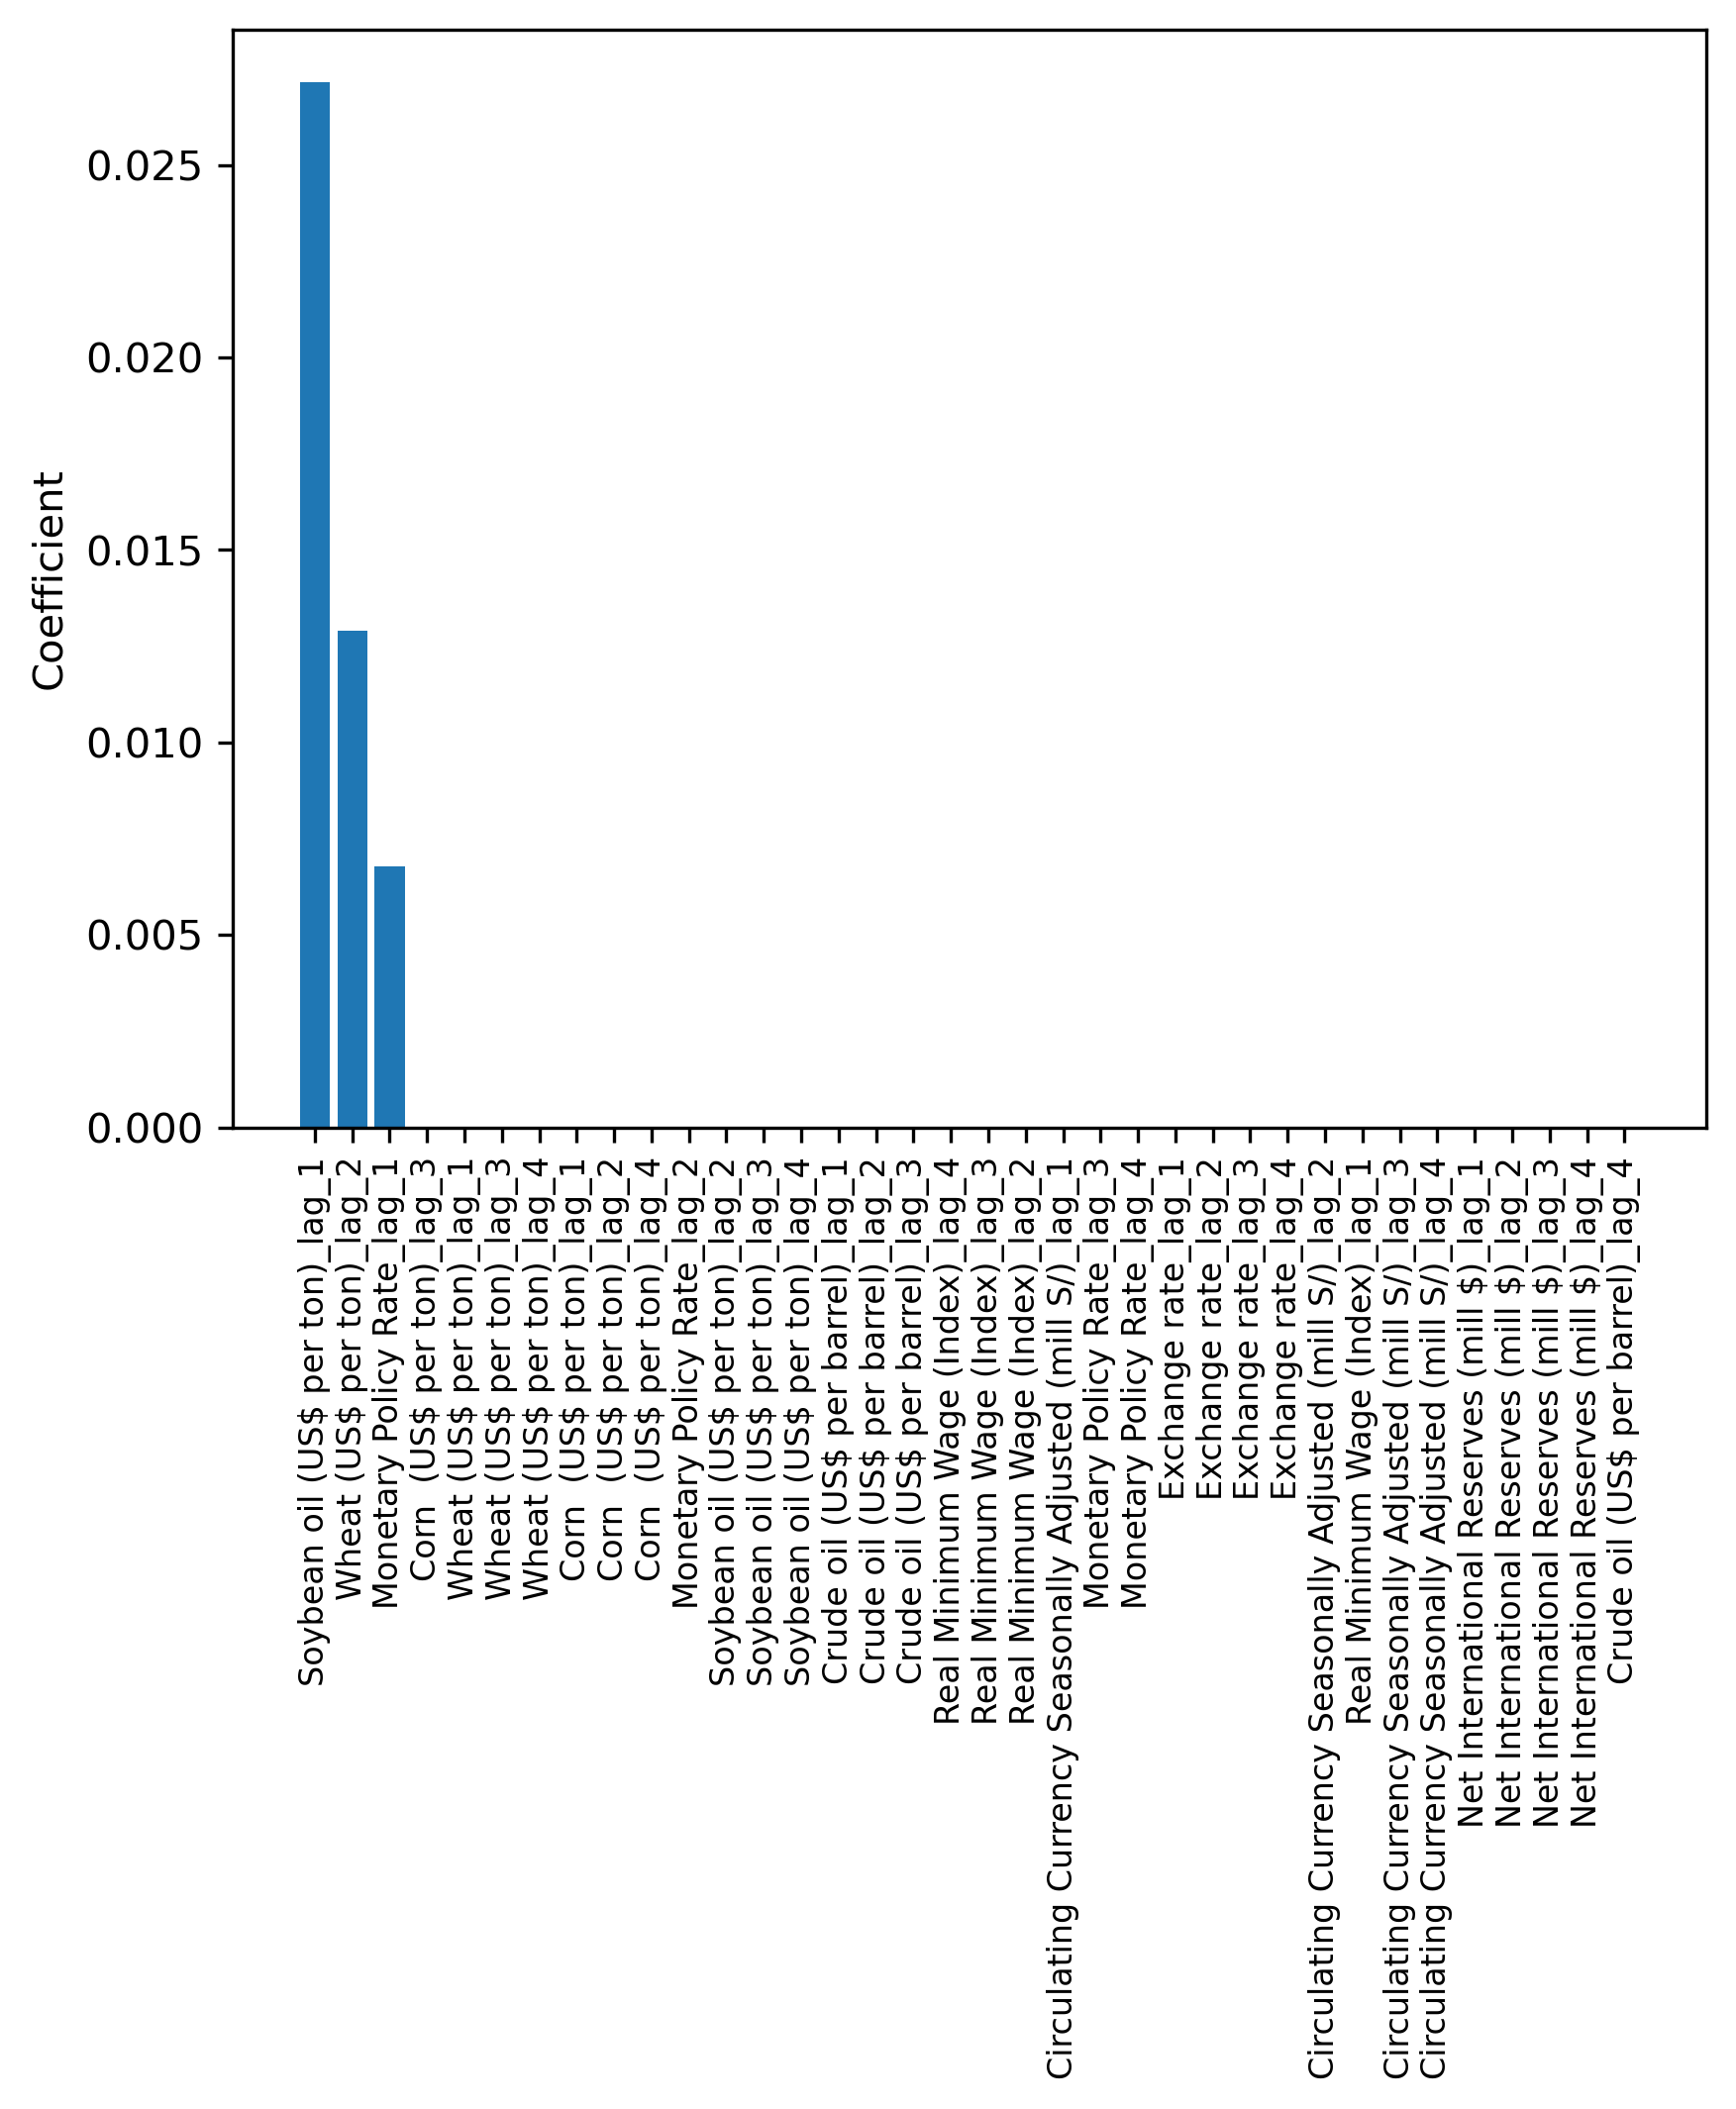 0.025
0.020
0.015
0.010
0.005
0.000
Coefficient
Soybean oil (US$ per ton)_lag_1
Wheat (US$ per ton)_lag_2
Monetary Policy Rate_lag_1
Corn  (US$ per ton)_lag_3
Wheat (US$ per ton)_lag_1
Wheat (US$ per ton)_lag_3
Wheat (US$ per ton)_lag_4
Corn  (US$ per ton)_lag_1
Corn  (US$ per ton)_lag_2
Corn  (US$ per ton)_lag_4
Monetary Policy Rate_lag_2
Soybean oil (US$ per ton)_lag_2
Soybean oil (US$ per ton)_lag_3
Soybean oil (US$ per ton)_lag_4
Crude oil (US$ per barrel)_lag_1
Crude oil (US$ per barrel)_lag_2
Crude oil (US$ per barrel)_lag_3
Real Minimum Wage (Index)_lag_4
Real Minimum Wage (Index)_lag_3
Real Minimum Wage (Index)_lag_2
Circulating Currency Seasonally Adjusted (mill S/)_lag_1
Monetary Policy Rate_lag_3
Monetary Policy Rate_lag_4
Exchange rate_lag_1
Exchange rate_lag_2
Exchange rate_lag_3
Exchange rate_lag_4
Circulating Currency Seasonally Adjusted (mill S/)_lag_2
Real Minimum Wage (Index)_lag_1
Circulating Currency Seasonally Adjusted (mill S/)_lag_3
Circulating Currency Seasonally Adjusted (mill S/)_lag_4
Net International Reserves (mill $)_lag_1
Net International Reserves (mill $)_lag_2
Net International Reserves (mill $)_lag_3
Net International Reserves (mill $)_lag_4
Crude oil (US$ per barrel)_lag_4